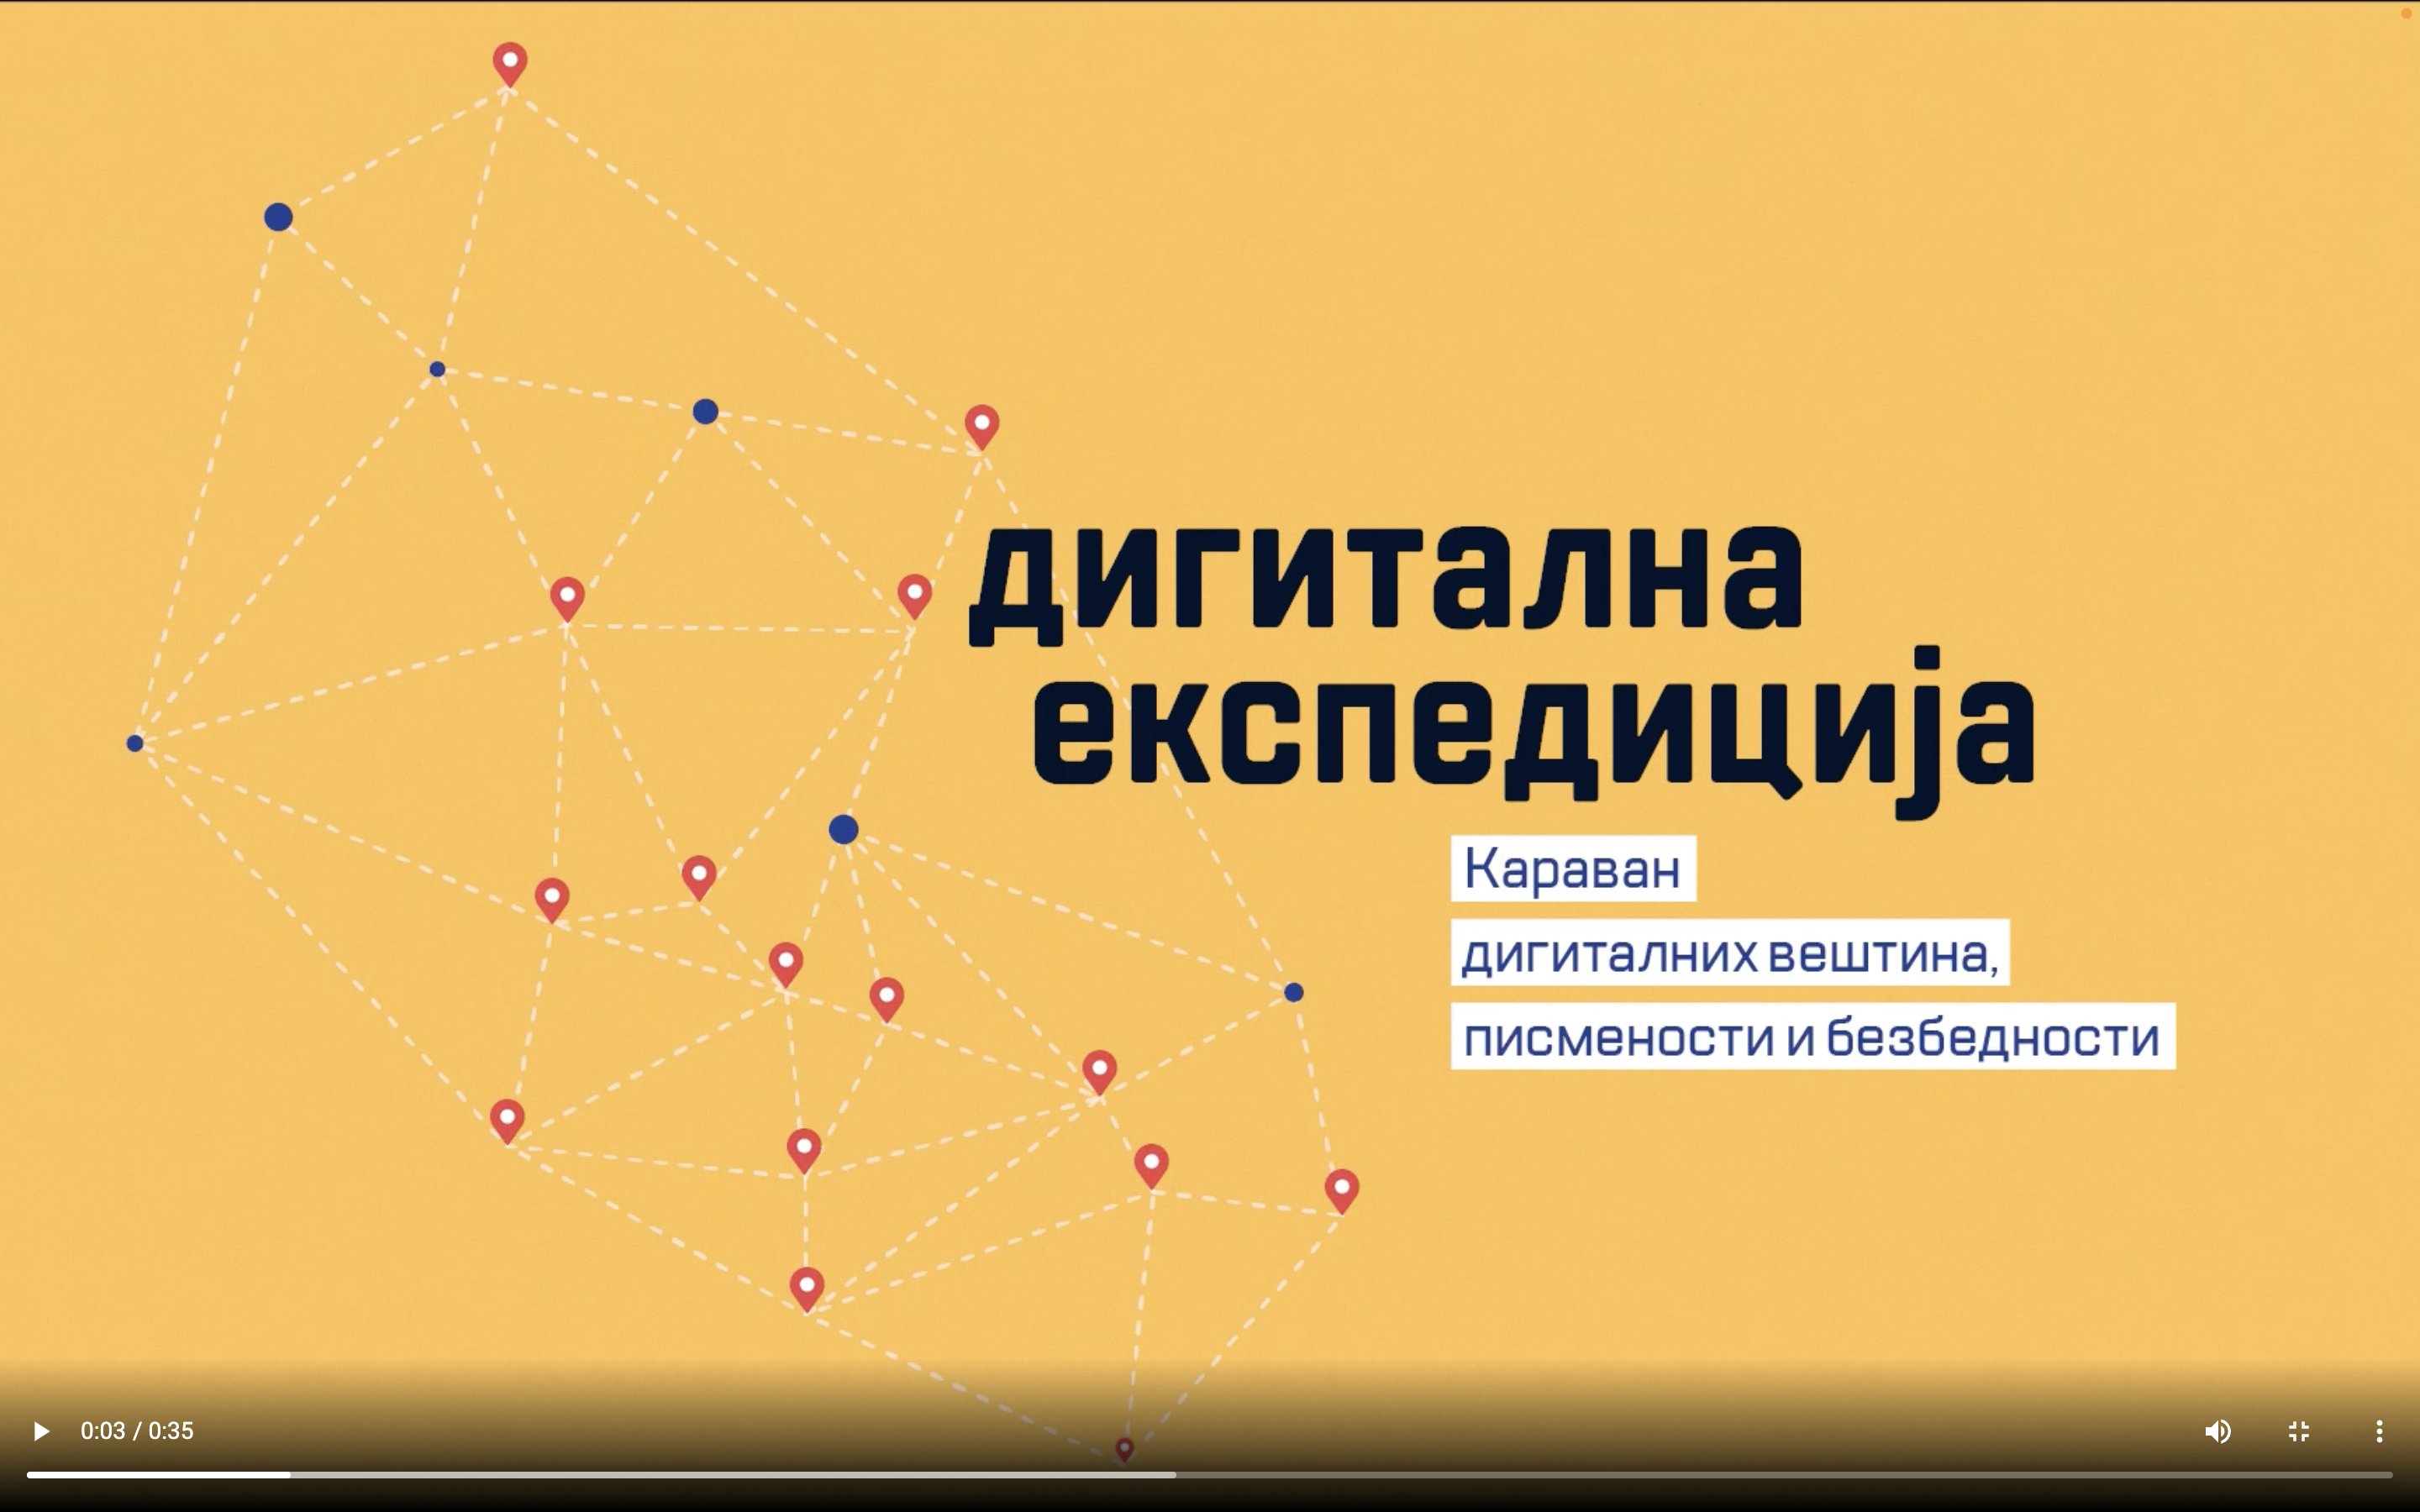 дигитална
експедиција
Караван
дигиталних вештина,
писмености и безбедности
0:03 / 0:35